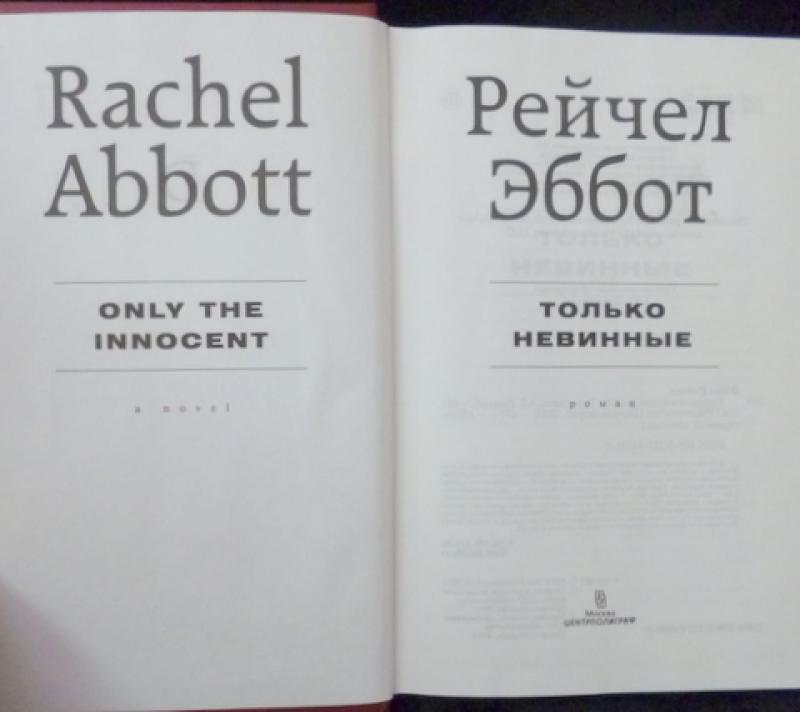 Rachel
Abbott
ONLY THE
INNOCENT
a novel
Рейчел
Эббот
ТОЛЬКО
НЕВИННЫЕ
роман
Москва
ЦЕНТРПОЛИГРАФ